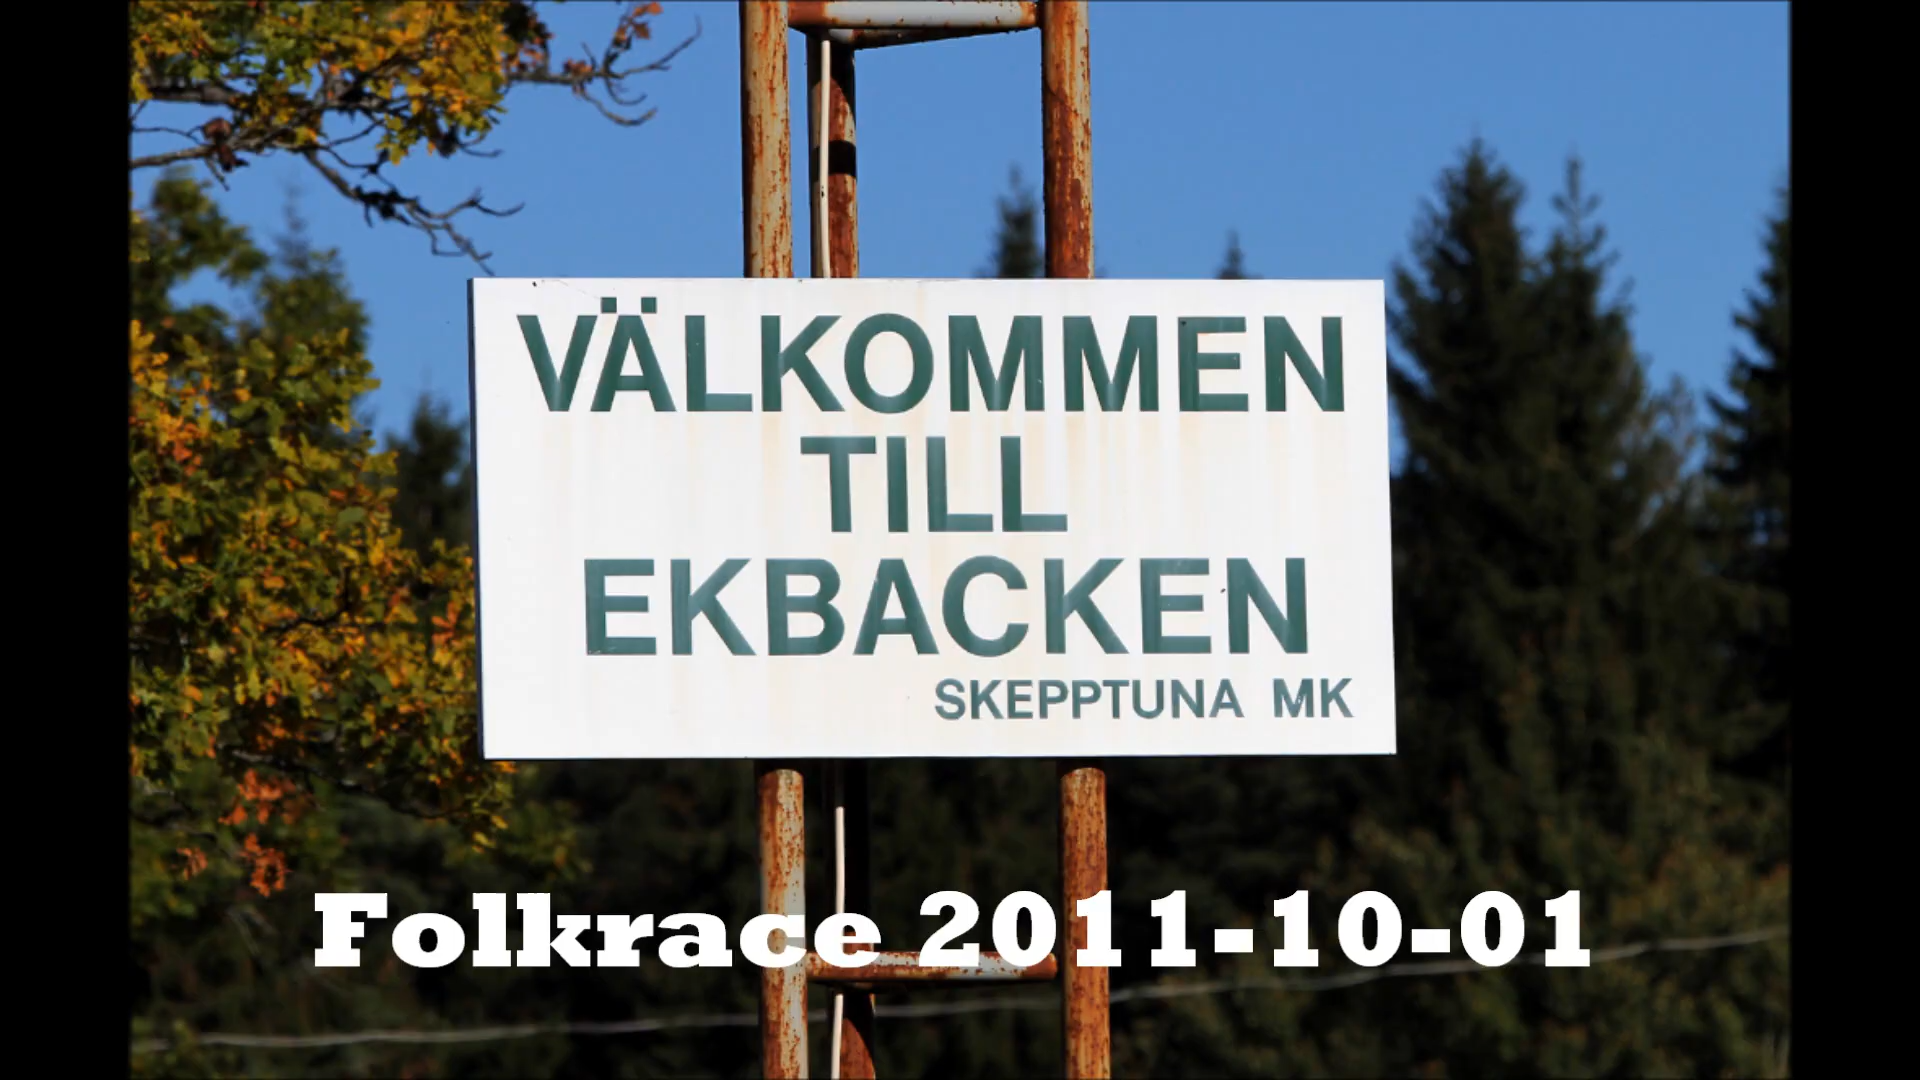 VÄLKOMMEN
TILL
EKBACKEN
SKEPPTUNA MK
Folkrace 2011-10-01